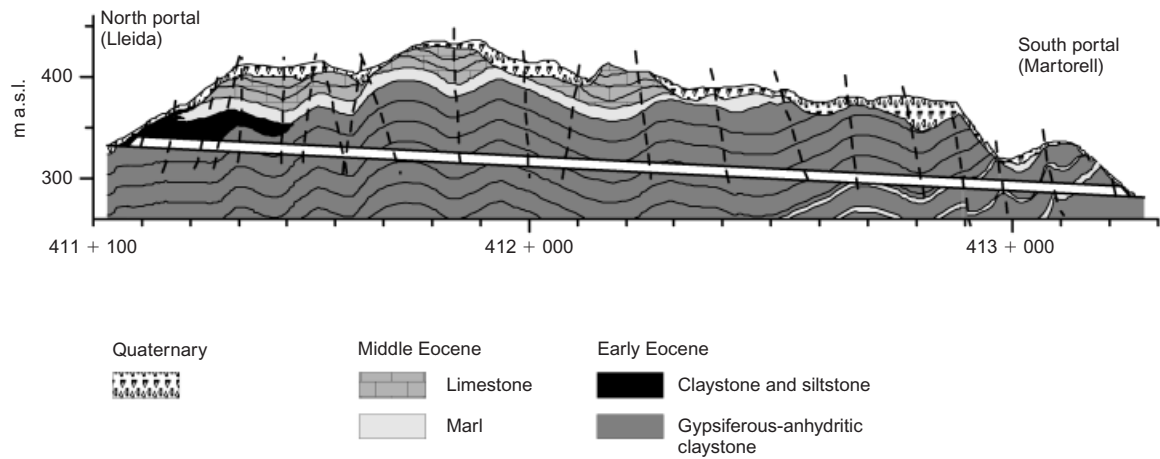 North portal
(Lleida)
South portal
(Martorell)
m a.s.l.
400
300
411 + 100
412 + 000
413 + 000
Quaternary
Middle Eocene
Early Eocene
Limestone
Claystone and siltstone
Marl
Gypsiferous-anhydritic
claystone